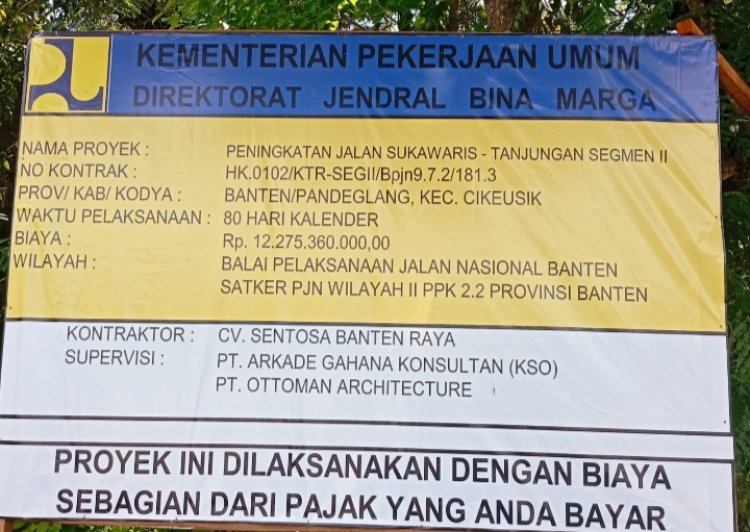 KEMENTERIAN PEKERJAAN UMUM
DIREKTORAT JENDRAL BINA MARGA
NAMA PROYEK : PENINGKATAN JALAN SUKAWARIS - TANJUNGAN SEGMEN II
NO KONTRAK : HK.0102/KTR-SEGII/Bpjn9.7.2/181.3
PROV/ KAB/ KODYA : BANTEN/PANDEGLANG, KEC. CIKEUSIK
WAKTU PELAKSANAAN : 80 HARI KALENDER
BIAYA : Rp. 12.275.360.000,00
WILAYAH : BALAI PELAKSANAAN JALAN NASIONAL BANTEN
SATKER PJN WILAYAH II PPK 2.2 PROVINSI BANTEN
KONTRAKTOR : CV. SENTOSA BANTEN RAYA
SUPERVISI : PT. ARKADE GAHANA KONSULTAN (KSO)
PT. OTTOMAN ARCHITECTURE
PROYEK INI DILAKSANAKAN DENGAN BIAYA
SEBAGIAN DARI PAJAK YANG ANDA BAYAR